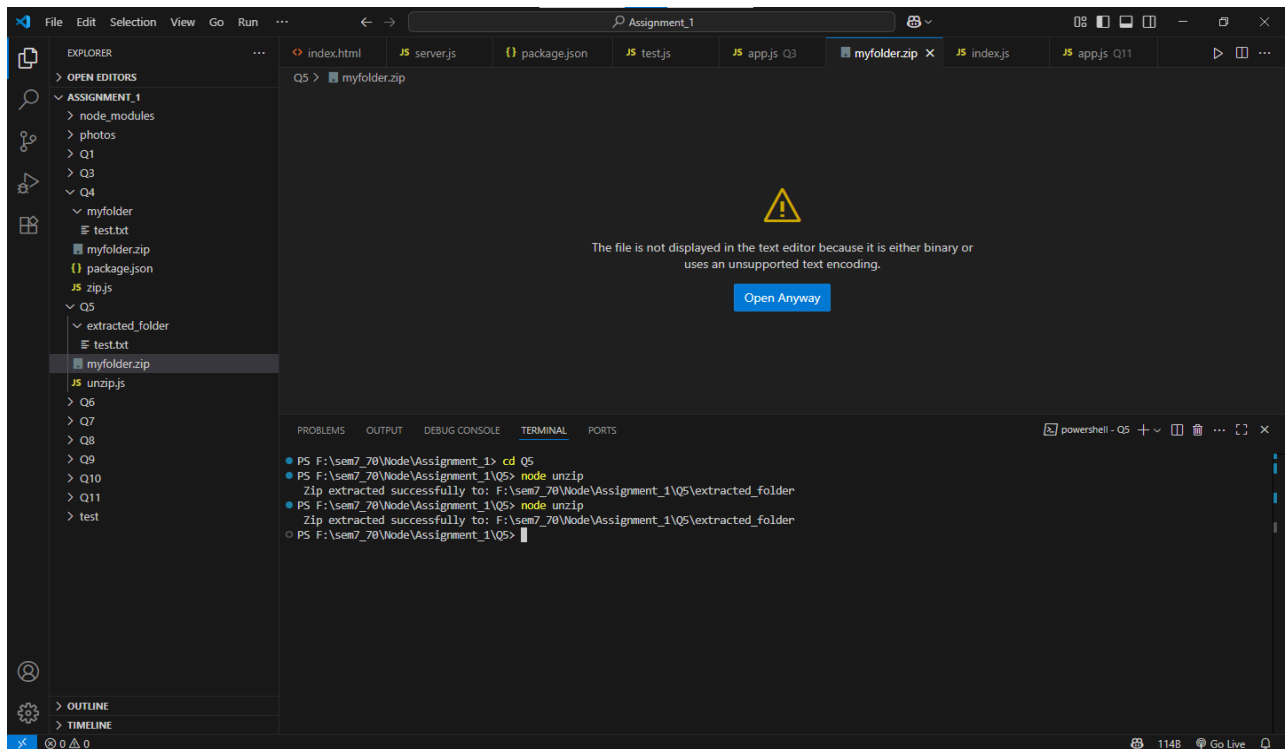 File Edit Selection View Go Run ···
Assignment_1
EXPLORER ···
OPEN EDITORS
ASSIGNMENT_1
node_modules
photos
Q1
Q3
Q4
myfolder
test.txt
myfolder.zip
{} package.json
JS zip.js
Q5
extracted_folder
test.txt
myfolder.zip
JS unzip.js
Q6
Q7
Q8
Q9
Q10
Q11
test
OUTLINE
TIMELINE
<> index.html JS server.js {} package.json JS test.js JS app.js Q3 myfolder.zip JS index.js JS app.js Q11
Q5 > myfolder.zip
The file is not displayed in the text editor because it is either binary or
uses an unsupported text encoding.
Open Anyway
PROBLEMS OUTPUT DEBUG CONSOLE TERMINAL PORTS
powershell - Q5
PS F:\sem7_70\Node\Assignment_1> cd Q5
PS F:\sem7_70\Node\Assignment_1\Q5> node unzip
Zip extracted successfully to: F:\sem7_70\Node\Assignment_1\Q5\extracted_folder
PS F:\sem7_70\Node\Assignment_1\Q5> node unzip
Zip extracted successfully to: F:\sem7_70\Node\Assignment_1\Q5\extracted_folder
PS F:\sem7_70\Node\Assignment_1\Q5>
0 0
114B Go Live